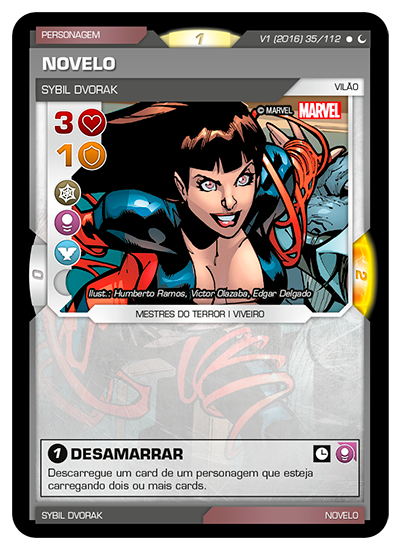 PERSONAGEM
1
V1 (2016) 35/112
NOVELO
SYBIL DVORAK
VILÃO
© MARVEL MARVEL
3
1
0
2
Ilust.: Humberto Ramos, Victor Olazaba, Edgar Delgado
MESTRES DO TERROR | VIVEIRO
1 DESAMARRAR
Descarregue um card de um personagem que esteja
carregando dois ou mais cards.
SYBIL DVORAK
NOVELO